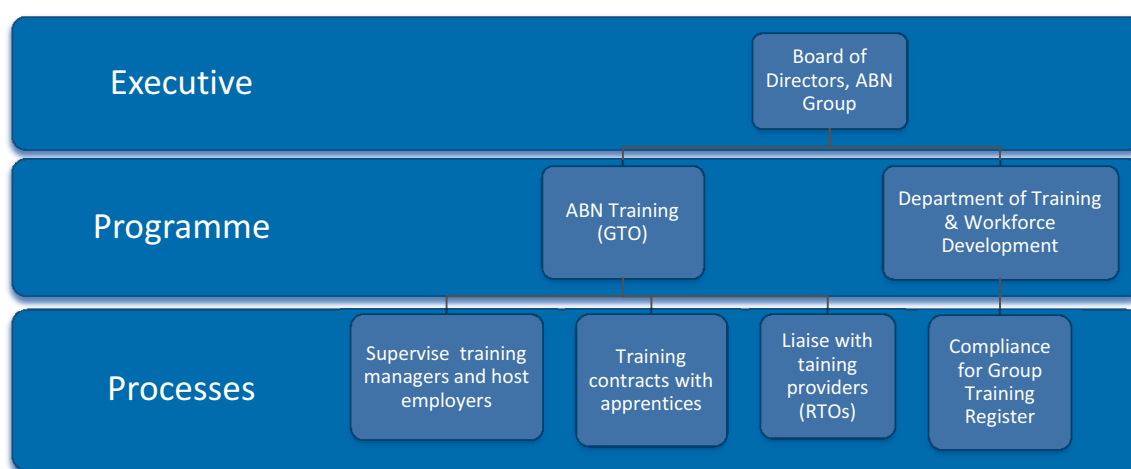 Executive
Board of
Directors, ABN
Group
Programme
ABN Training
(GTO)
Department of Training
& Workforce
Development
Processes
Supervise training
managers and host
employers
Training
contracts with
apprentices
Liaise with
taining
providers
(RTOs)
Compliance
for Group
Training
Register